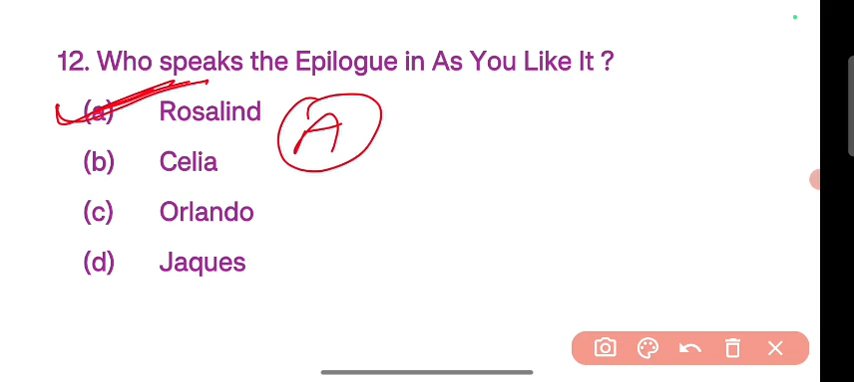 12. Who speaks the Epilogue in As You Like It ?
(a) Rosalind A
(b) Celia
(c) Orlando
(d) Jaques